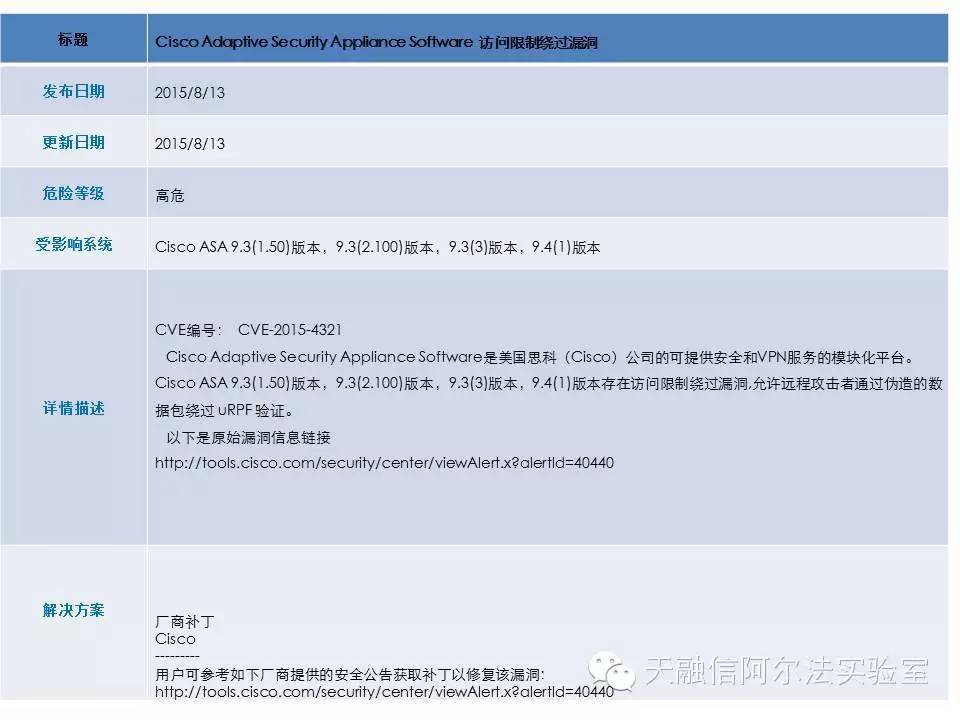 标题
Cisco Adaptive Security Appliance Software 访问限制绕过漏洞
发布日期
2015/8/13
更新日期
2015/8/13
危险等级
高危
受影响系统
Cisco ASA 9.3(1.50)版本，9.3(2.100)版本，9.3(3)版本，9.4(1)版本
详情描述
CVE编号： CVE-2015-4321
Cisco Adaptive Security Appliance Software是美国思科（Cisco）公司的可提供安全和VPN服务的模块化平台。
Cisco ASA 9.3(1.50)版本，9.3(2.100)版本，9.3(3)版本，9.4(1)版本存在访问限制绕过漏洞,允许远程攻击者通过伪造的数
据包绕过 uRPF 验证。
以下是原始漏洞信息链接
http://tools.cisco.com/security/center/viewAlert.x?alertId=40440
解决方案
厂商补丁
Cisco
---------
用户可参考如下厂商提供的安全公告获取补丁以修复该漏洞：
http://tools.cisco.com/security/center/viewAlert.x?alertId=40440
天融信阿尔法实验室